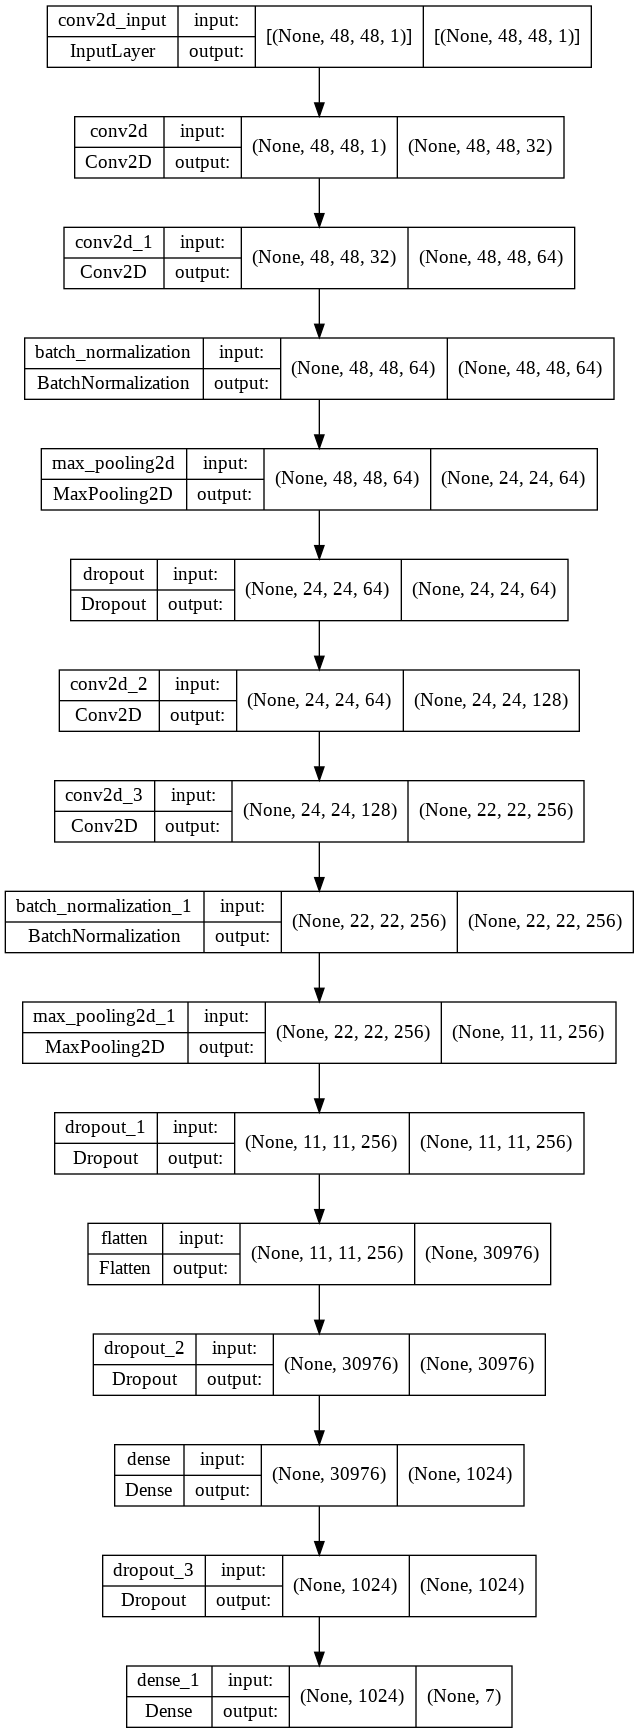 conv2d_input input: [(None, 48, 48, 1)] [(None, 48, 48, 1)]
InputLayer output:
conv2d input: (None, 48, 48, 1) (None, 48, 48, 32)
Conv2D output:
conv2d_1 input: (None, 48, 48, 32) (None, 48, 48, 64)
Conv2D output:
batch_normalization input: (None, 48, 48, 64) (None, 48, 48, 64)
BatchNormalization output:
max_pooling2d input: (None, 48, 48, 64) (None, 24, 24, 64)
MaxPooling2D output:
dropout input: (None, 24, 24, 64) (None, 24, 24, 64)
Dropout output:
conv2d_2 input: (None, 24, 24, 64) (None, 24, 24, 128)
Conv2D output:
conv2d_3 input: (None, 24, 24, 128) (None, 22, 22, 256)
Conv2D output:
batch_normalization_1 input: (None, 22, 22, 256) (None, 22, 22, 256)
BatchNormalization output:
max_pooling2d_1 input: (None, 22, 22, 256) (None, 11, 11, 256)
MaxPooling2D output:
dropout_1 input: (None, 11, 11, 256) (None, 11, 11, 256)
Dropout output:
flatten input: (None, 11, 11, 256) (None, 30976)
Flatten output:
dropout_2 input: (None, 30976) (None, 30976)
Dropout output:
dense input: (None, 30976) (None, 1024)
Dense output:
dropout_3 input: (None, 1024) (None, 1024)
Dropout output:
dense_1 input: (None, 1024) (None, 7)
Dense output: